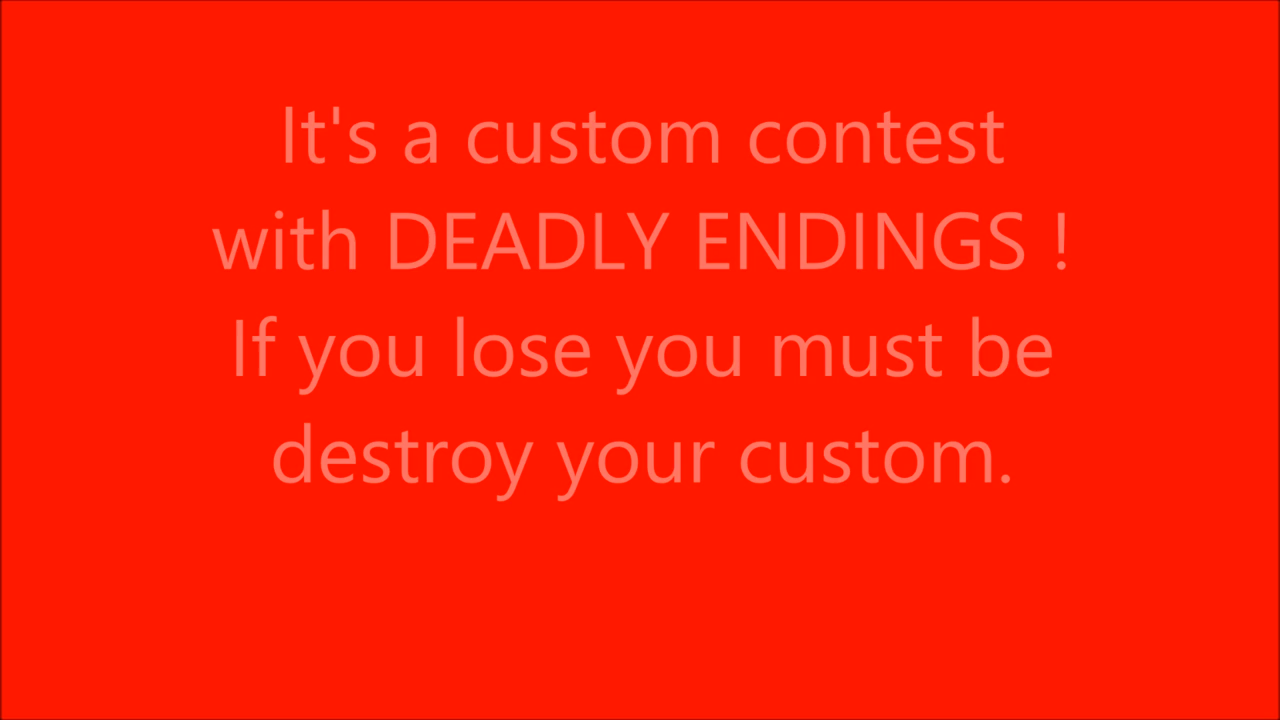 It's a custom contest
with DEADLY ENDINGS !
If you lose you must be
destroy your custom.